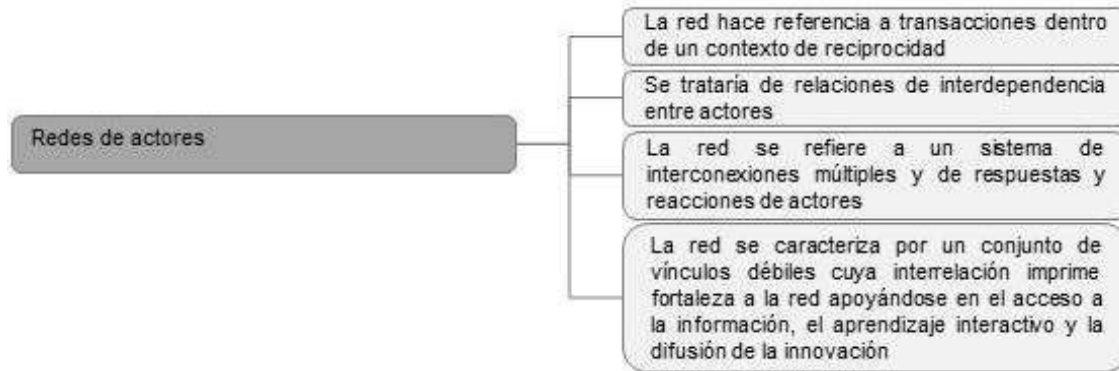 Redes de actores
La red hace referencia a transacciones dentro
de un contexto de reciprocidad
Se trataría de relaciones de interdependencia
entre actores
La red se refiere a un sistema de
interconexiones múltiples y de respuestas y
reacciones de actores
La red se caracteriza por un conjunto de
vínculos débiles cuya interrelación imprime
fortaleza a la red apoyándose en el acceso a
la información, el aprendizaje interactivo y la
difusión de la innovación